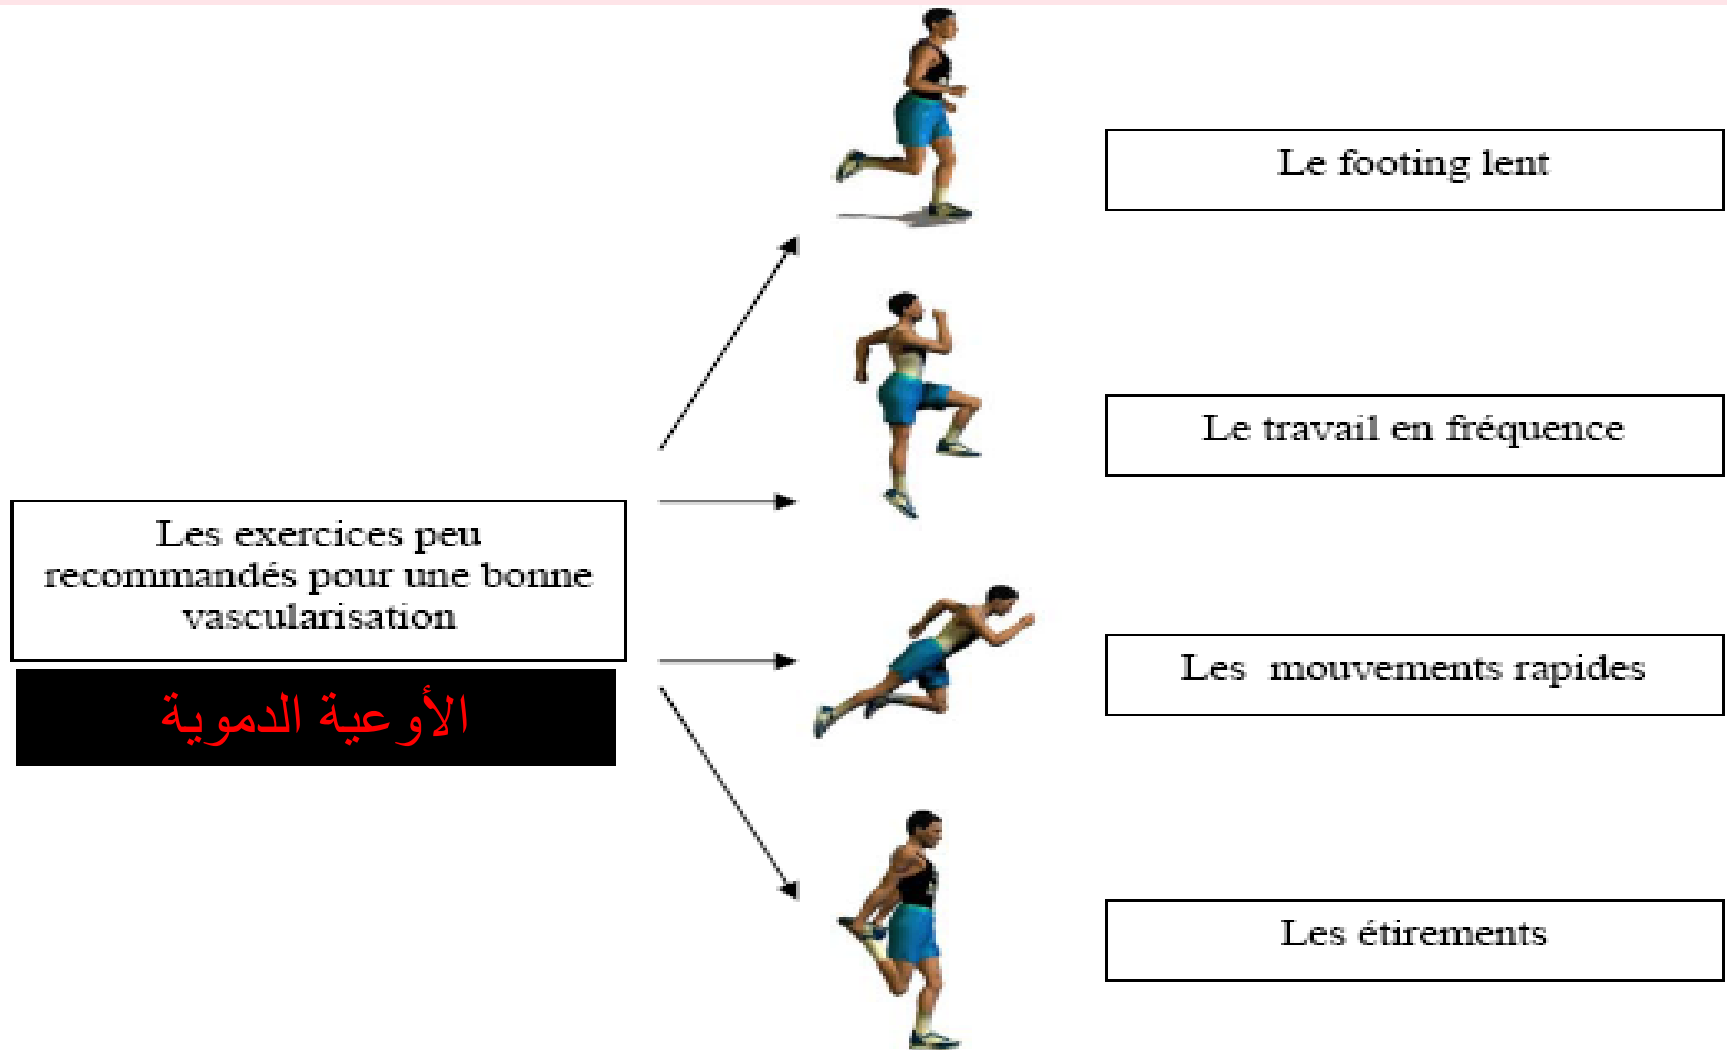 Le footing lent
Le travail en fréquence
Les exercices peu
recommandés pour une bonne
vascularisation
الأوعية الدموية
Les mouvements rapides
Les étirements